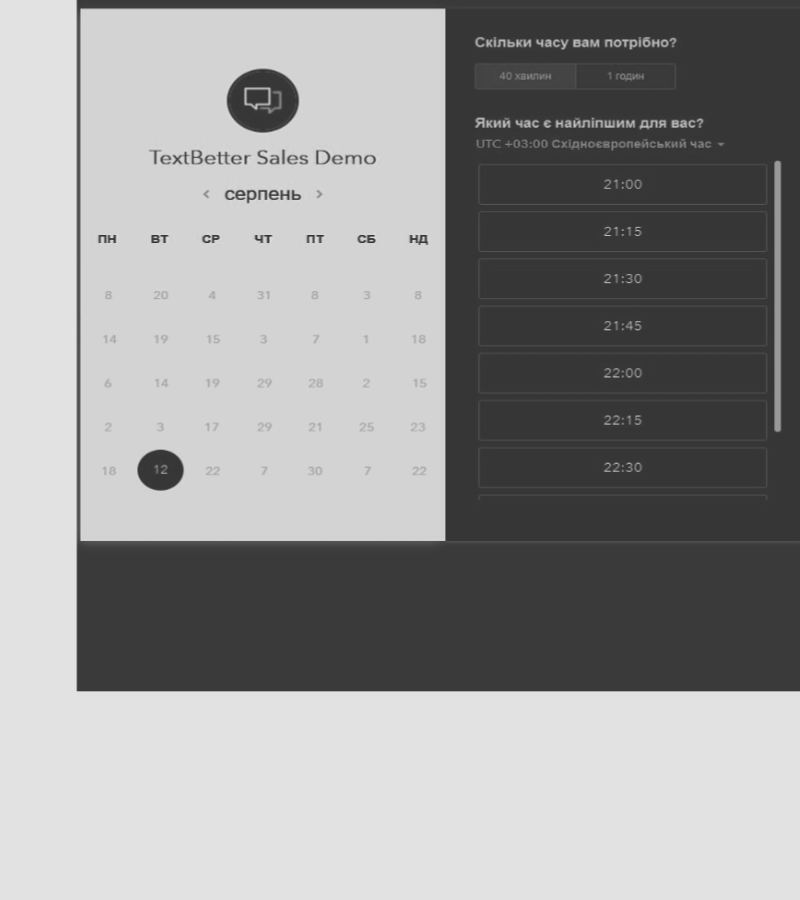 TextBetter Sales Demo
серпень
ПН ВТ СР ЧТ ПТ СБ НД
8 20 4 31 8 3 8
14 19 15 3 7 1 18
6 14 19 29 28 2 15
2 3 17 29 21 25 23
18 12 22 7 30 7 22
Скільки часу вам потрібно?
40 хвилин 1 годин
Який час є найліпшим для вас?
UTC +03:00 Східноєвропейський час
21:00
21:15
21:30
21:45
22:00
22:15
22:30